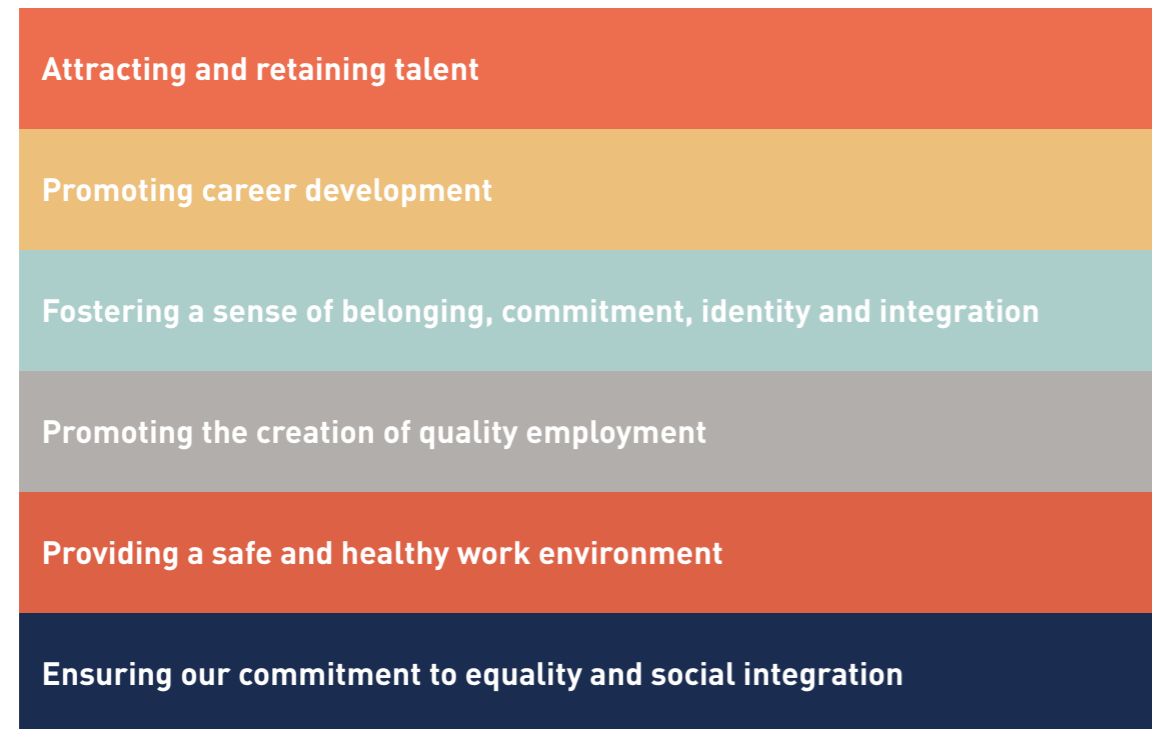 Attracting and retaining talent
Promoting career development
Fostering a sense of belonging, commitment, identity and integration
Promoting the creation of quality employment
Providing a safe and healthy work environment
Ensuring our commitment to equality and social integration